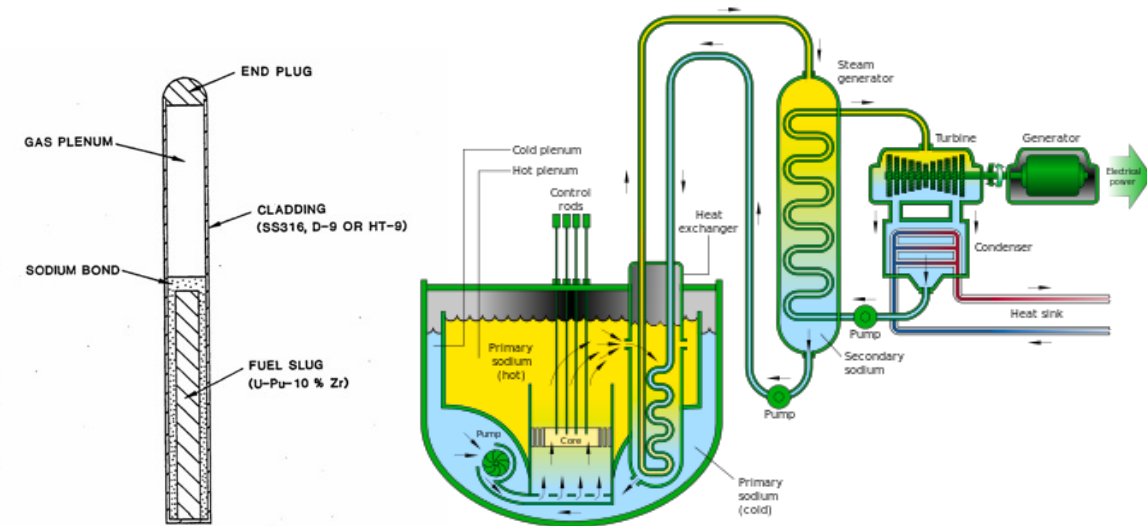 END PLUG
GAS PLENUM
CLADDING
(SS316, D-9 OR HT-9)
SODIUM BOND
FUEL SLUG
(U-Pu-10 % Zr)
Cold plenum
Hot plenum
Control
rods
Heat
exchanger
Steam
generator
Turbine
Generator
Electrical
power
Condenser
Heat sink
Pump
Secondary
sodium
Pump
Primary
sodium
(hot)
Pump
Core
Primary
sodium
(cold)